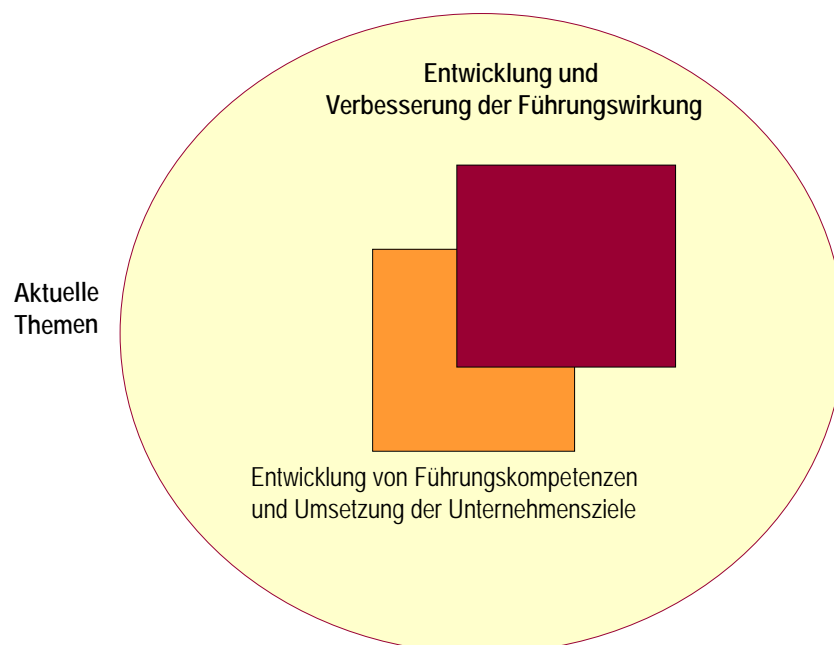 Entwicklung und
Verbesserung der Führungswirkung
Aktuelle
Themen
Entwicklung von Führungskompetenzen
und Umsetzung der Unternehmensziele